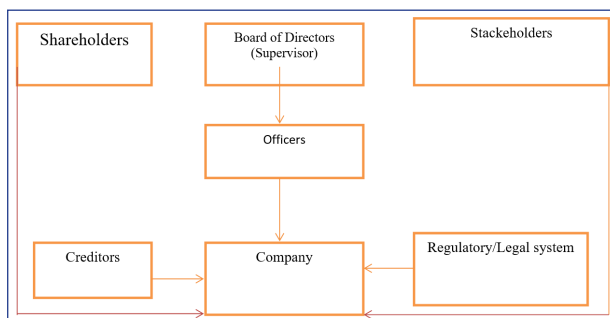 Shareholders
Board of Directors
(Supervisor)
Stackeholders
Officers
Creditors
Company
Regulatory/Legal system